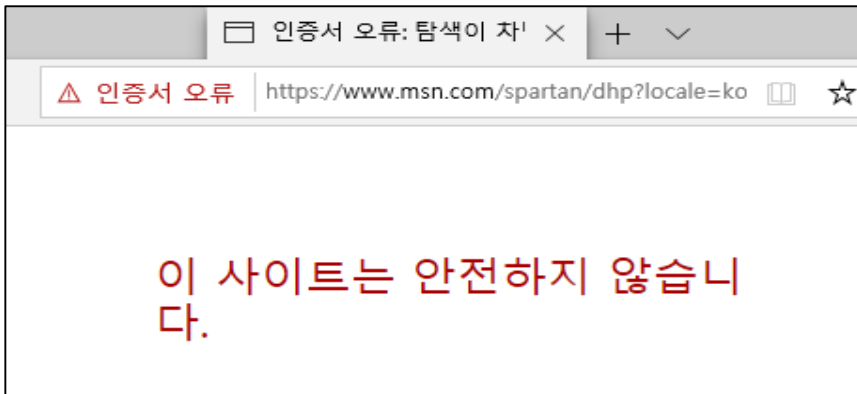 인증서 오류: 탐색이 차
인증서 오류 https://www.msn.com/spartan/dhp?locale=ko
이 사이트는 안전하지 않습니
다.